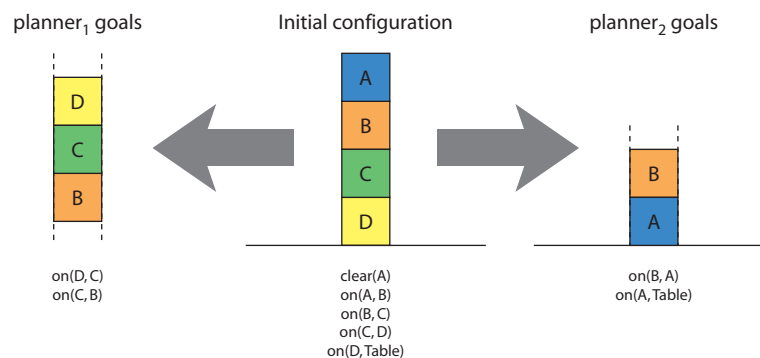 planner₁ goals
Initial configuration
planner₂ goals
D
C
B
A
B
C
D
B
A
on(D, C)
on(C, B)
clear(A)
on(A, B)
on(B, C)
on(C, D)
on(D, Table)
on(B, A)
on(A, Table)